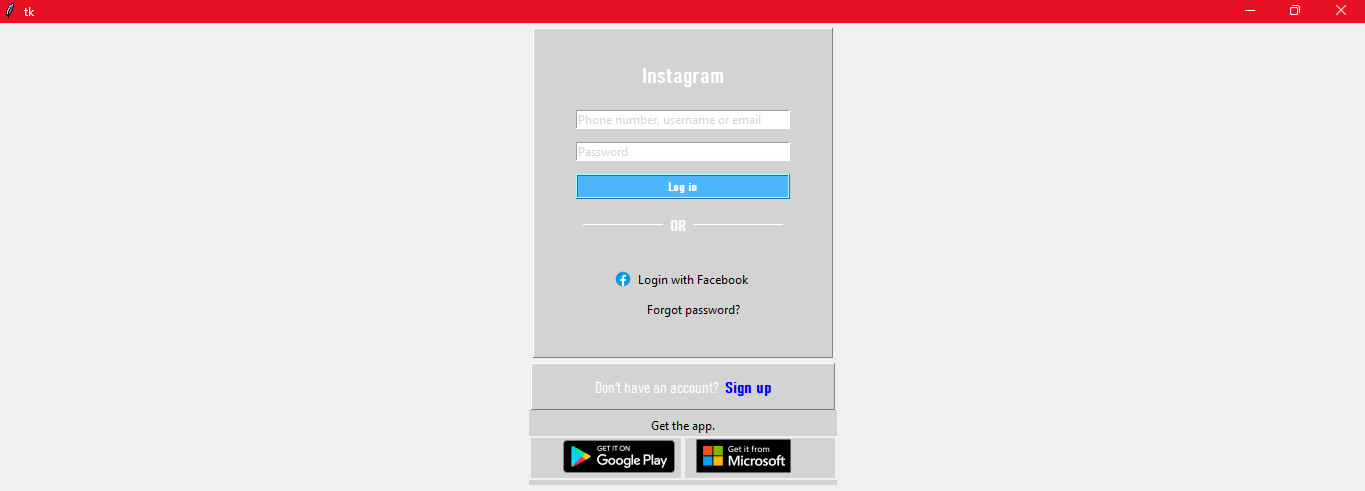 tk
Instagram
Phone number, username or email
Password
Log in
OR
Login with Facebook
Forgot password?
Don't have an account? Sign up
Get the app.
GET IT ON
Google Play
Get it from
Microsoft